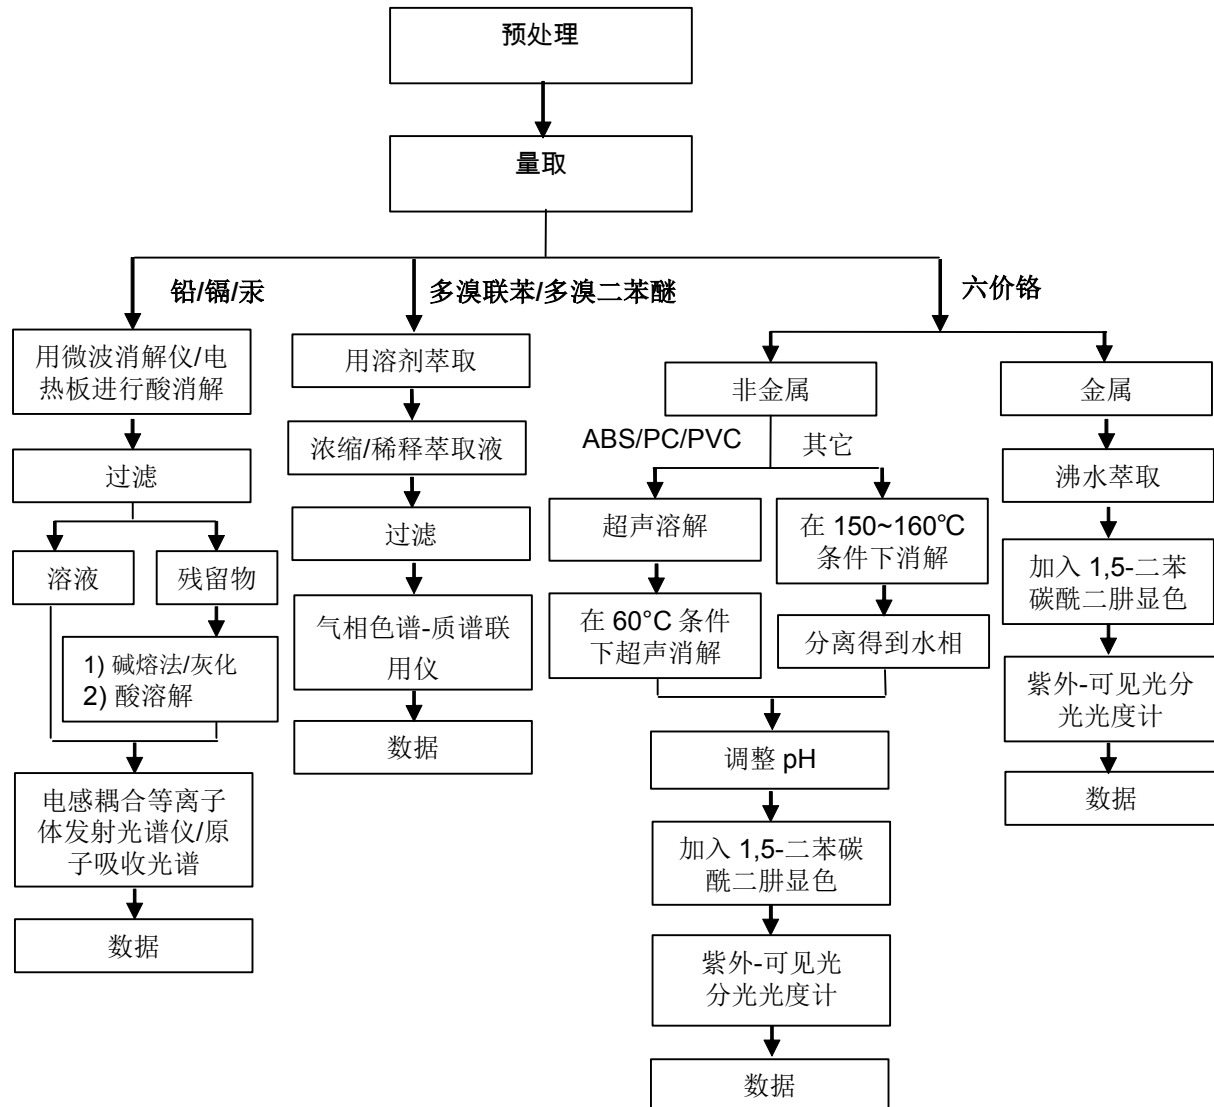 预处理
量取
铅/镉/汞
用微波消解仪/电
热板进行酸消解
过滤
溶液
残留物
1) 碱熔法/灰化
2) 酸溶解
电感耦合等离子
体发射光谱仪/原
子吸收光谱
数据
多溴联苯/多溴二苯醚
用溶剂萃取
浓缩/稀释萃取液
过滤
气相色谱-质谱联
用仪
数据
六价铬
非金属
ABS/PC/PVC
其它
超声溶解
在 60°C 条件
下超声消解
在 150~160℃
条件下消解
分离得到水相
调整 pH
加入 1,5-二苯碳
酰二肼显色
紫外-可见光
分光光度计
数据
金属
沸水萃取
加入 1,5-二苯
碳酰二肼显色
紫外-可见光分
光光度计
数据